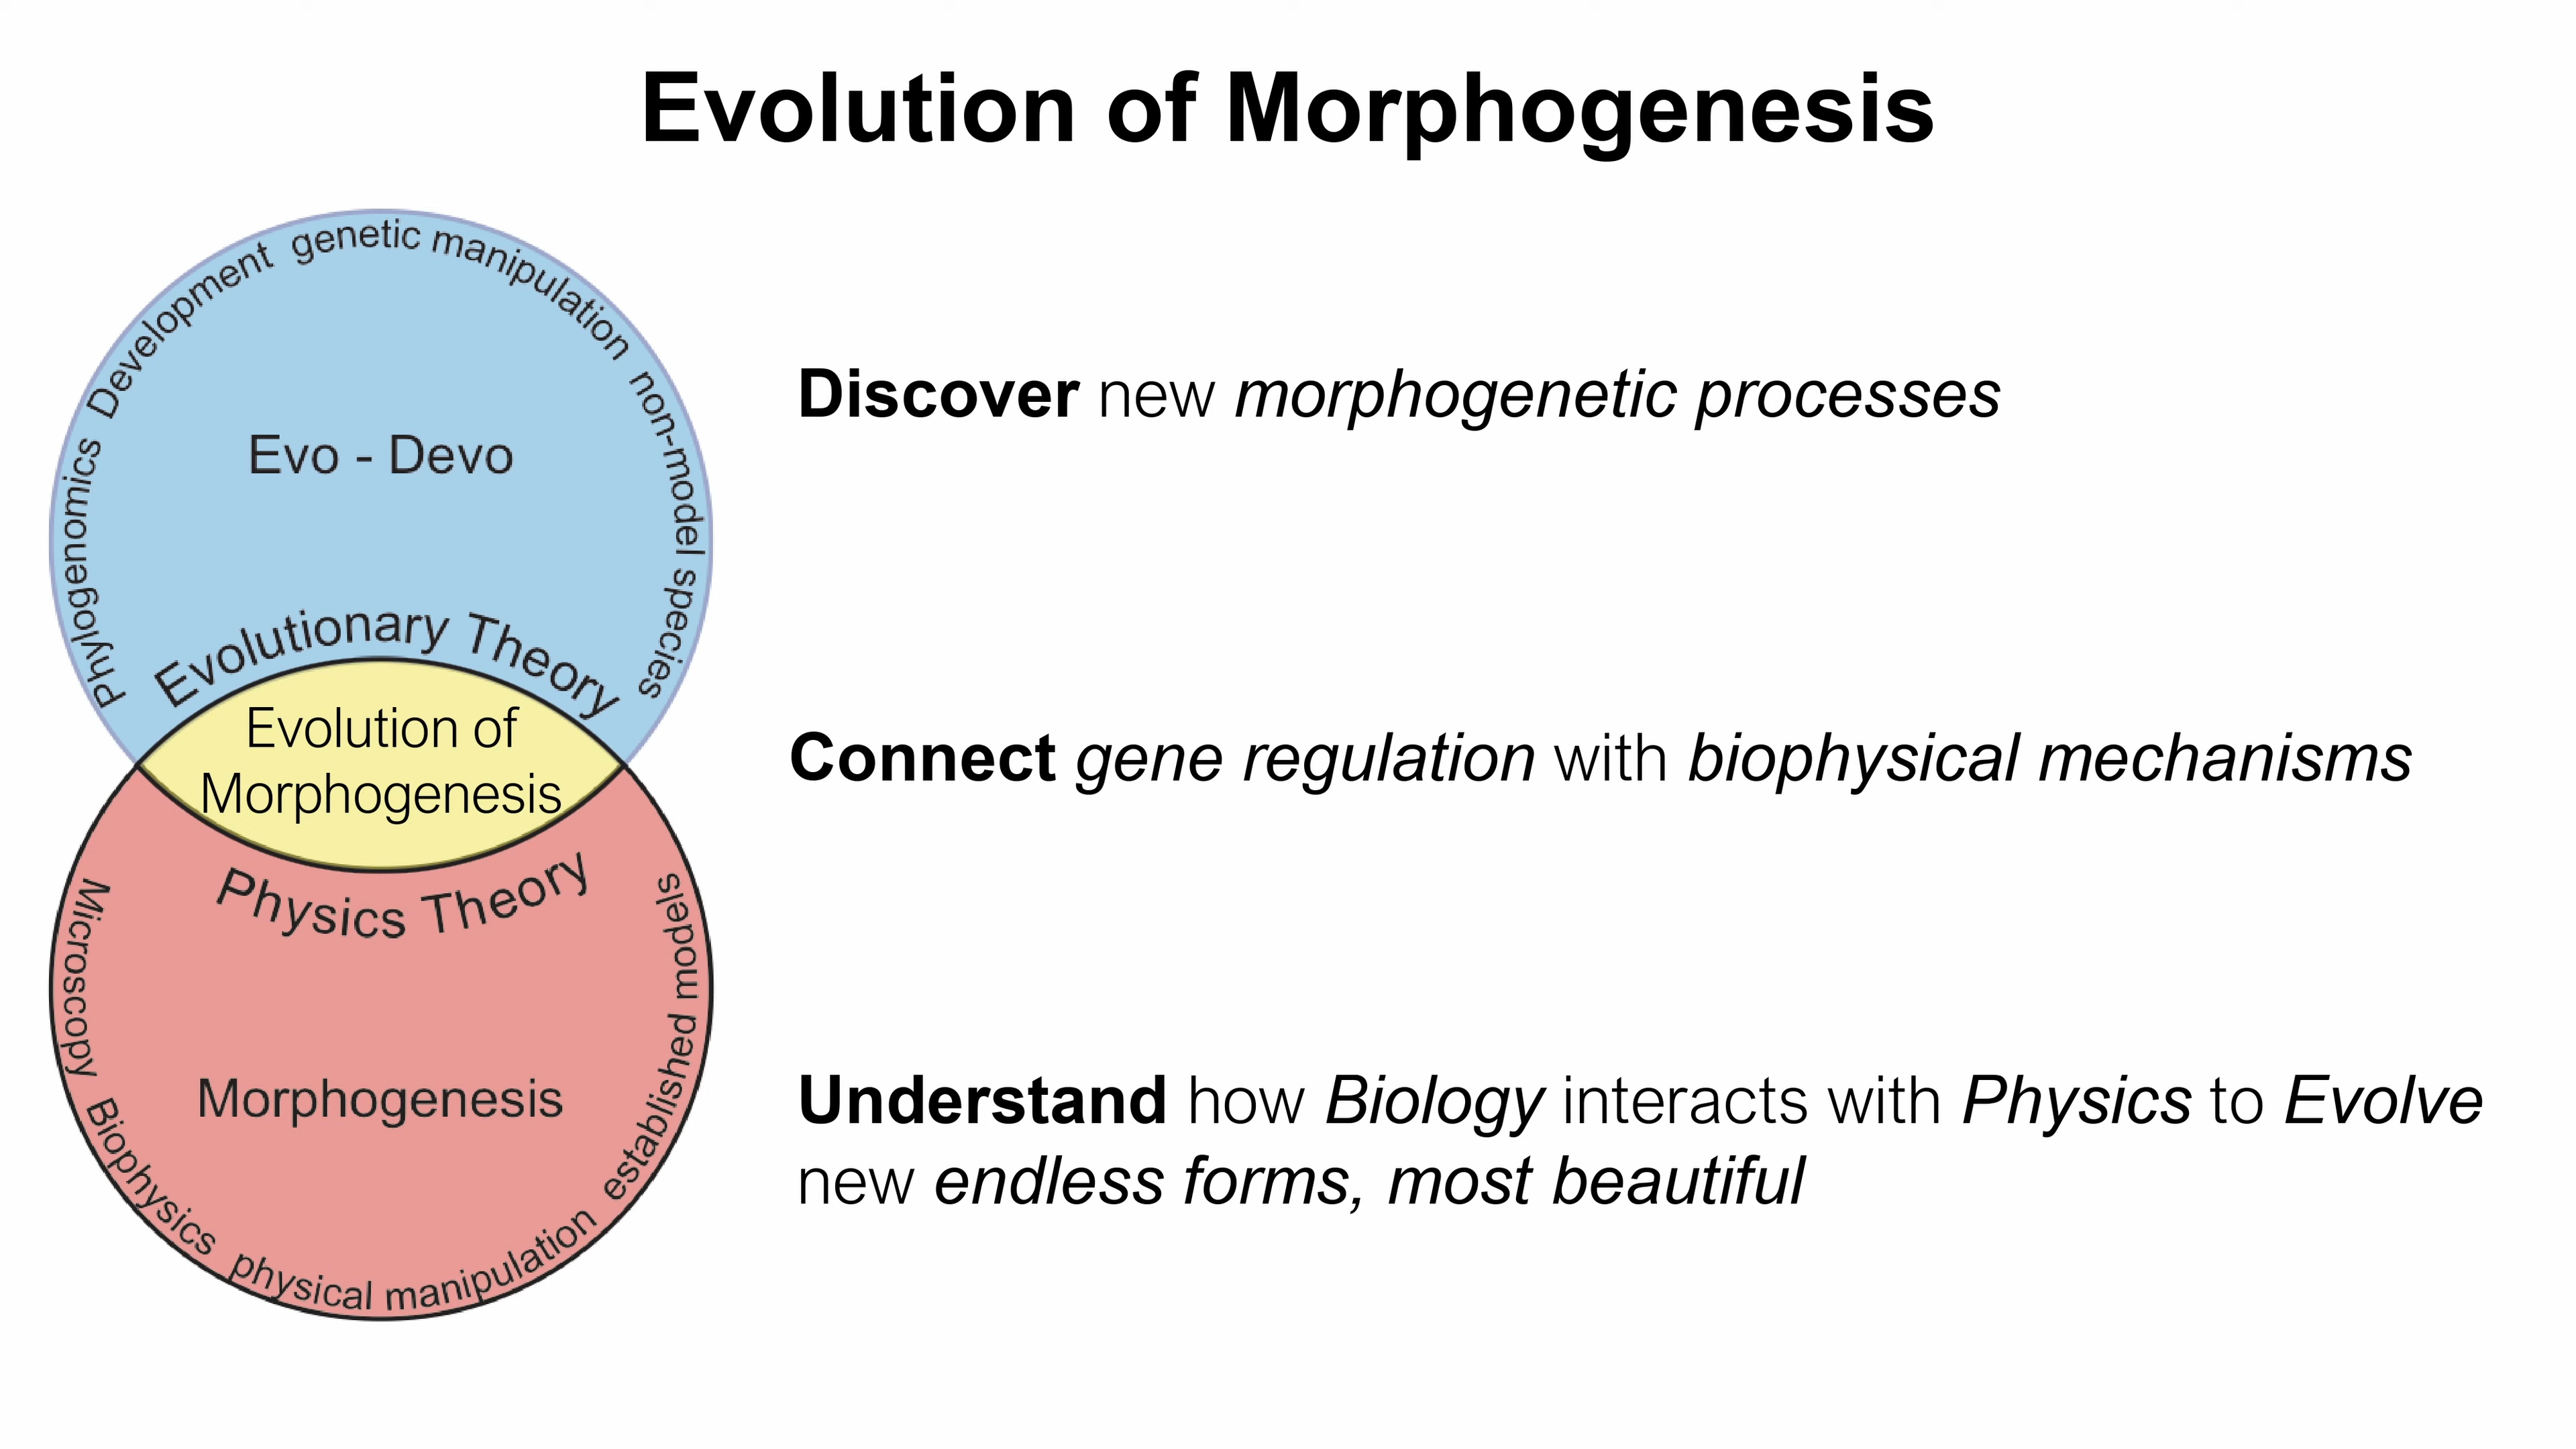 Evolution of Morphogenesis
Phylogenomics Development genetic manipulation non-model species
Evo - Devo
Evolutionary Theory
Evolution of
Morphogenesis
Physics Theory
Morphogenesis
Microscopy Biophysics physical manipulation established models
Discover new morphogenetic processes
Connect gene regulation with biophysical mechanisms
Understand how Biology interacts with Physics to Evolve
new endless forms, most beautiful